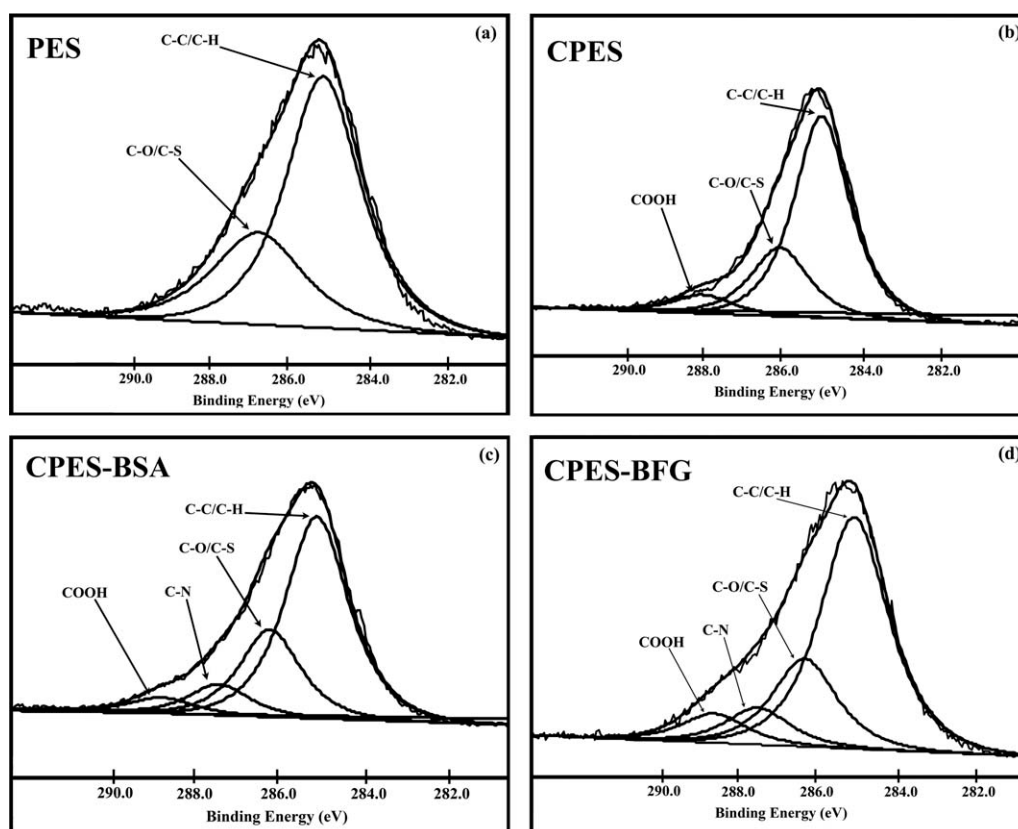 PES
(a)
C-C/C-H
C-O/C-S
290.0 288.0 286.0 284.0 282.0
Binding Energy (eV)
CPES
(b)
C-C/C-H
C-O/C-S
COOH
290.0 288.0 286.0 284.0 282.0
Binding Energy (eV)
CPES-BSA
(c)
C-C/C-H
C-O/C-S
C-N
COOH
290.0 288.0 286.0 284.0 282.0
Binding Energy (eV)
CPES-BFG
(d)
C-C/C-H
C-O/C-S
C-N
COOH
290.0 288.0 286.0 284.0 282.0
Binding Energy (eV)